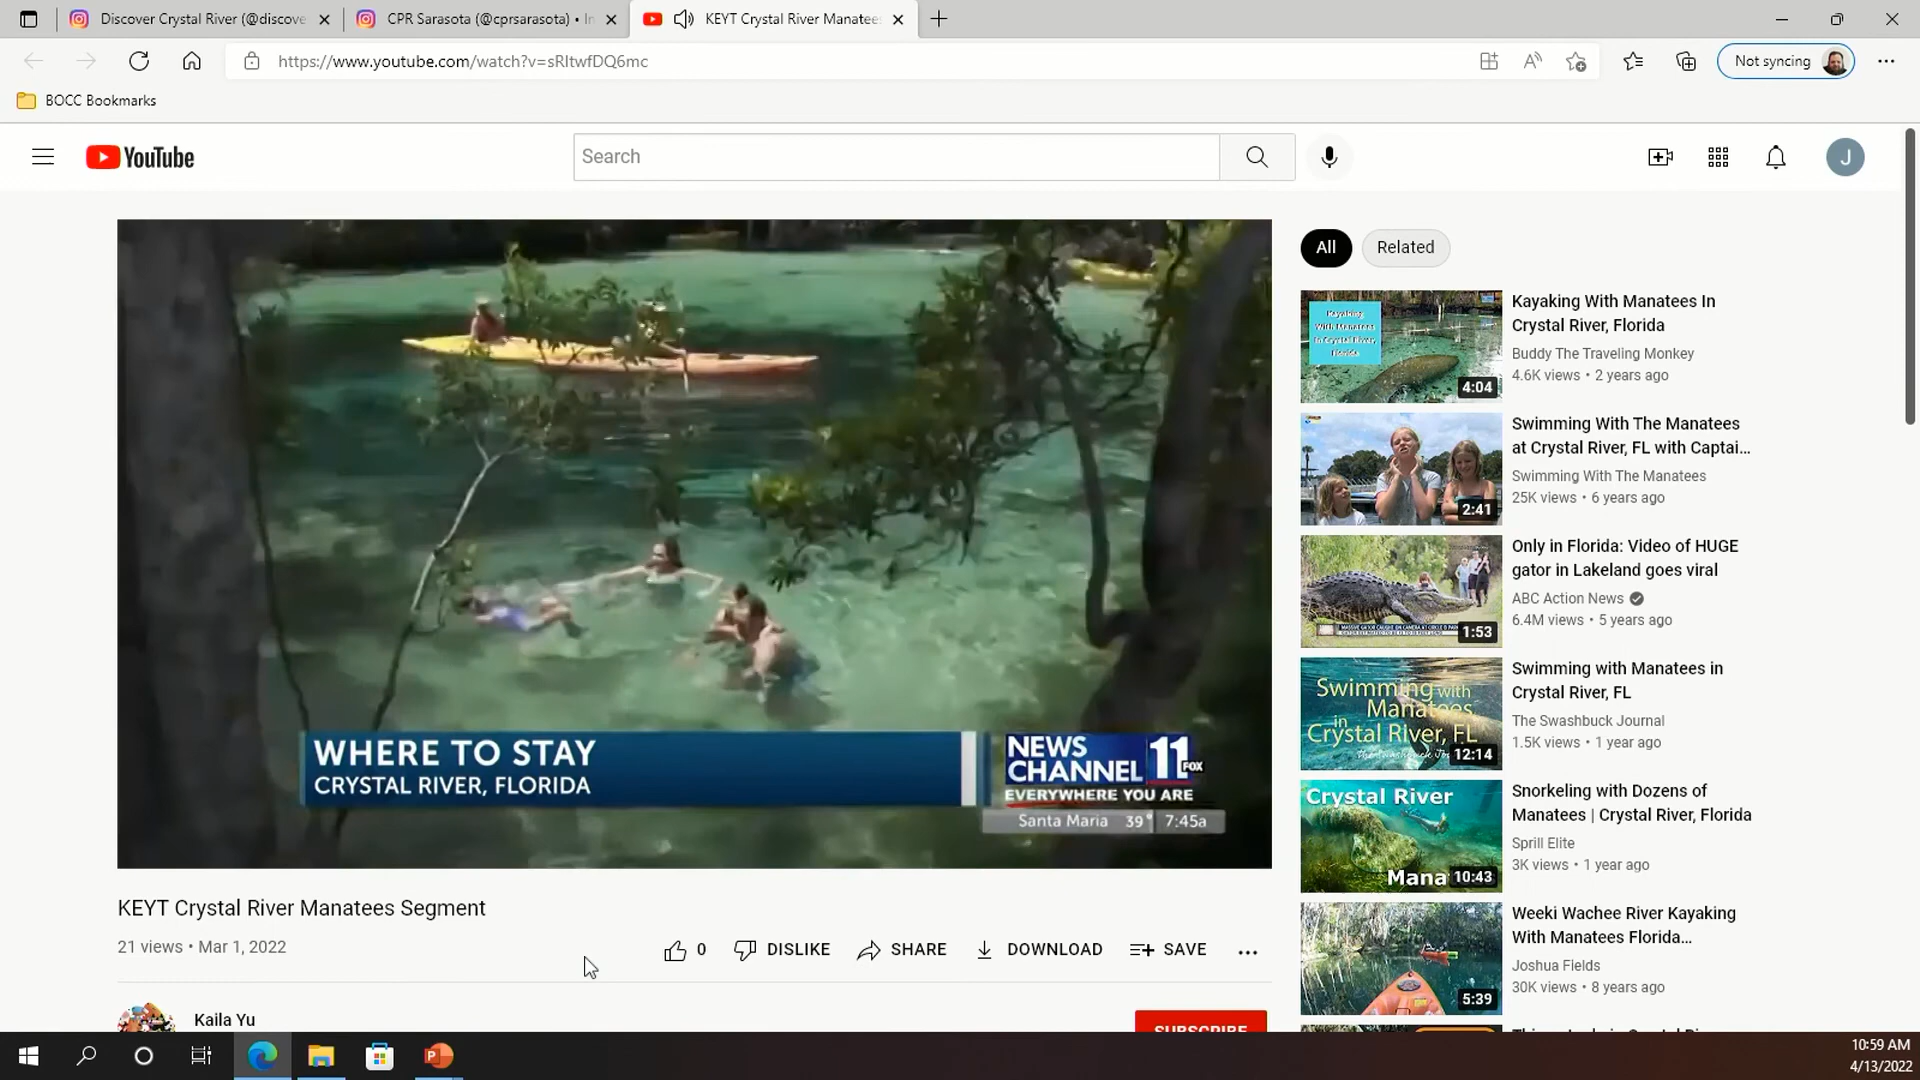 Discover Crystal River (@discove
CPR Sarasota (@cprsarasota) • In
KEYT Crystal River Manatee
https://www.youtube.com/watch?v=sRItwfDQ6mc
Not syncing
BOCC Bookmarks
YouTube
Search
J
All
Related
Kayaking
With Manatees
In Crystal River,
Florida
4:04
Kayaking With Manatees In
Crystal River, Florida
Buddy The Traveling Monkey
4.6K views • 2 years ago
2:41
Swimming With The Manatees
at Crystal River, FL with Captai...
Swimming With The Manatees
25K views • 6 years ago
1:53
Only in Florida: Video of HUGE
gator in Lakeland goes viral
ABC Action News
6.4M views • 5 years ago
Swimming with
Manatees
in
Crystal River, FL
12:14
Swimming with Manatees in
Crystal River, FL
The Swashbuck Journal
1.5K views • 1 year ago
Crystal River
Mana
10:43
Snorkeling with Dozens of
Manatees | Crystal River, Florida
Sprill Elite
3K views • 1 year ago
5:39
Weeki Wachee River Kayaking
With Manatees Florida...
Joshua Fields
30K views • 8 years ago
WHERE TO STAY
CRYSTAL RIVER, FLORIDA
NEWS
CHANNEL 11 FOX
EVERYWHERE YOU ARE
Santa Maria 39° 7:45a
KEYT Crystal River Manatees Segment
21 views • Mar 1, 2022
0
DISLIKE
SHARE
DOWNLOAD
SAVE
Kaila Yu
SUBSCRIBE
10:59 AM
4/13/2022